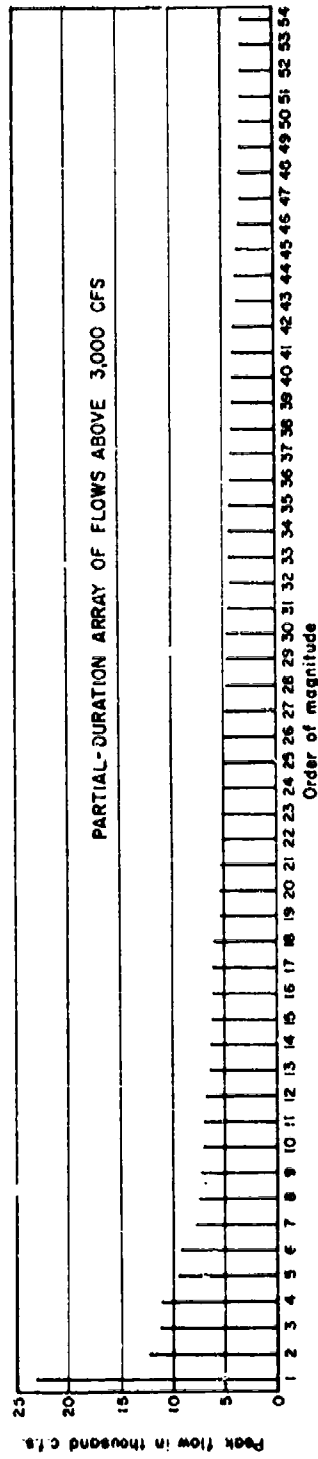 PARTIAL-DURATION ARRAY OF FLOWS ABOVE 3,000 CFS
Peak flow in thousand c.f.s.
25
20
15
10
5
0
1 2 3 4 5 6 7 8 9 10 11 12 13 14 15 16 17 18 19 20 21 22 23 24 25 26 27 28 29 30 31 32 33 34 35 36 37 38 39 40 41 42 43 44 45 46 47 48 49 50 51 52 53 54
Order of magnitude